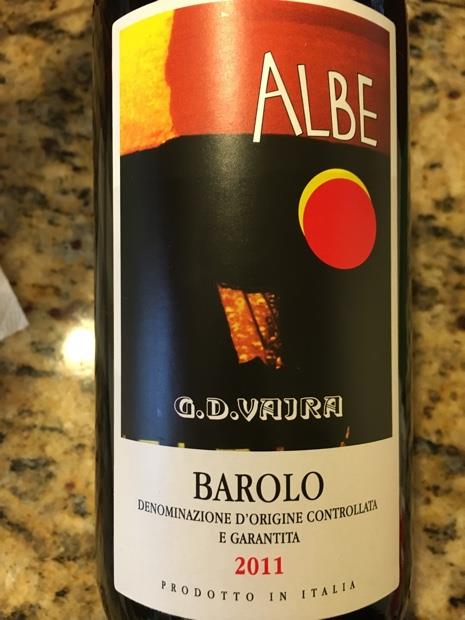 ALBE
G.D.VAJRA
BAROLO
DENOMINAZIONE D'ORIGINE CONTROLLATA
E GARANTITA
2011
PRODOTTO IN ITALIA